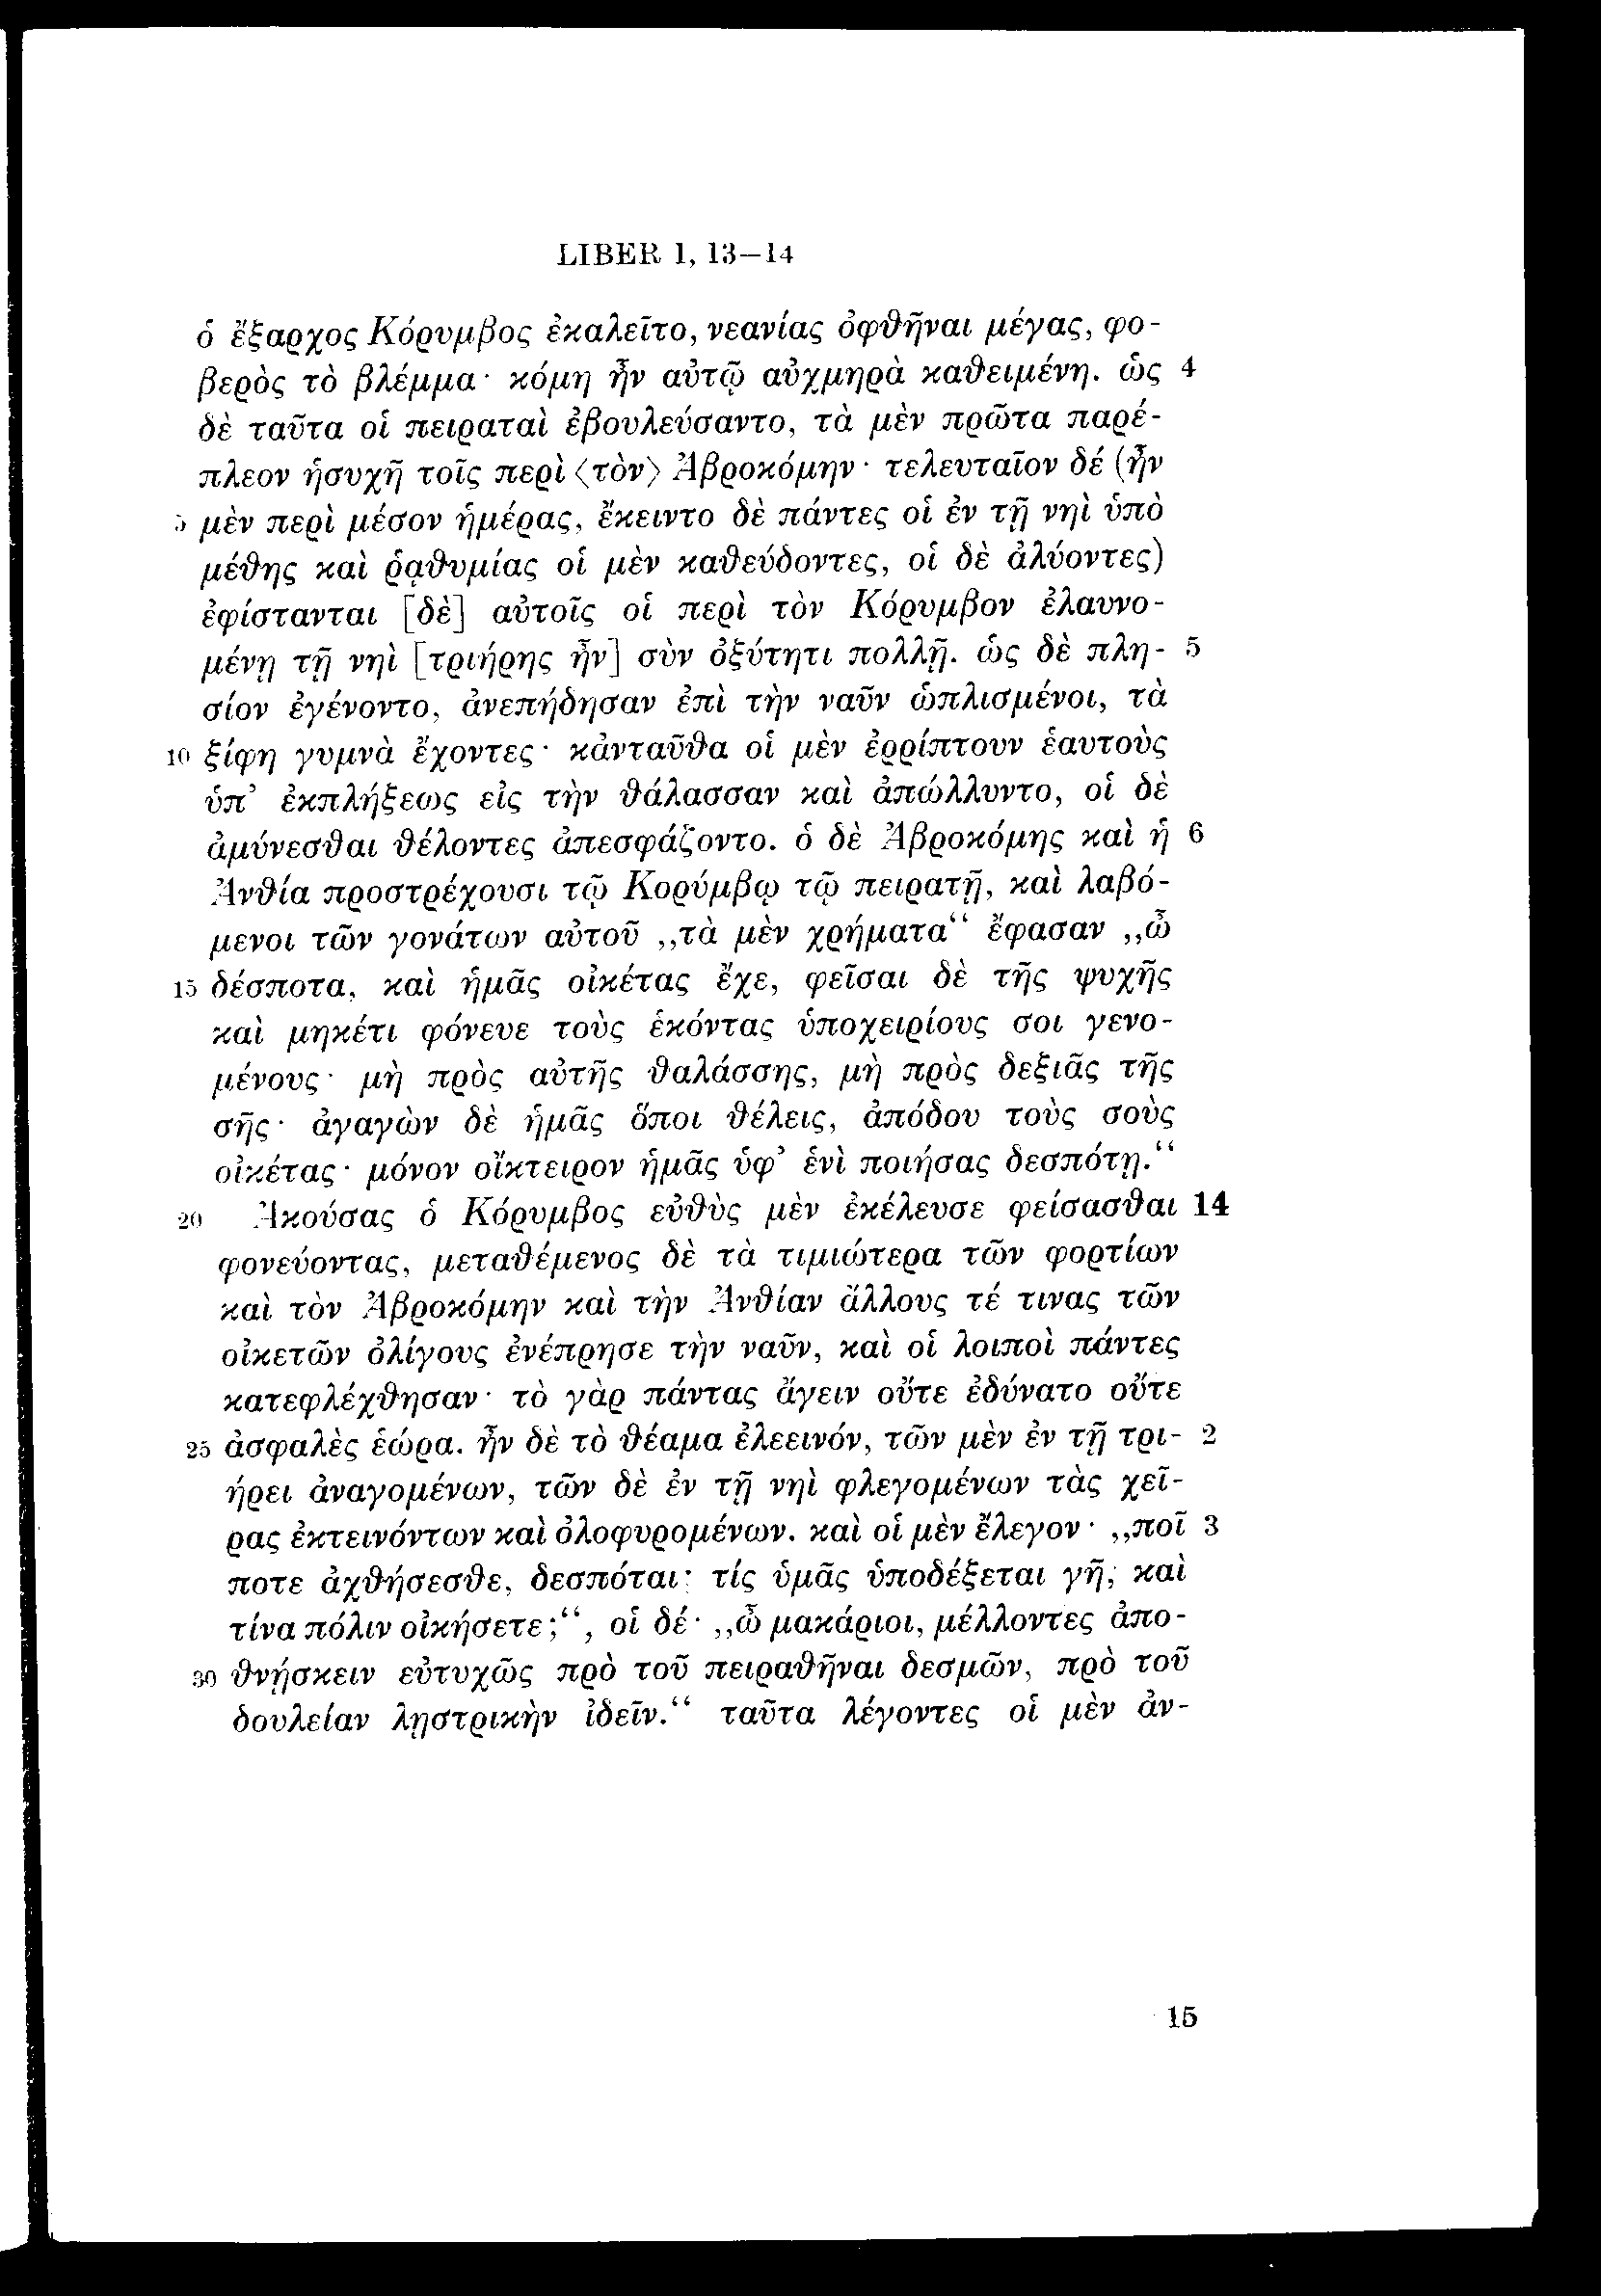 LIBER 1, 13–14
ὁ ἔξαρχος Κόρυμβος ἐκαλεῖτο, νεανίας ὀφθῆναι μέγας, φο-
βερὸς τὸ βλέμμα· κόμη ἦν αὐτῷ αὐχμηρὰ καθειμένη. ὡς 4
δὲ ταῦτα οἱ πειραταὶ ἐβουλεύσαντο, τὰ μὲν πρῶτα παρέ-
πλεον ἡσυχῆ τοῖς περὶ ⟨τὸν⟩ Ἁβροκόμην· τελευταῖον δέ (ἦν
5 μὲν περὶ μέσον ἡμέρας, ἔκειντο δὲ πάντες οἱ ἐν τῇ νηὶ ὑπὸ
μέθης καὶ ῥᾳθυμίας οἱ μὲν καθεύδοντες, οἱ δὲ ἀλύοντες)
ἐφίστανται [δὲ] αὐτοῖς οἱ περὶ τὸν Κόρυμβον ἐλαυνο-
μένῃ τῇ νηὶ [τριήρης ἦν] σὺν ὀξύτητι πολλῇ. ὡς δὲ πλη- 5
σίον ἐγένοντο, ἀνεπήδησαν ἐπὶ τὴν ναῦν ὡπλισμένοι, τὰ
10 ξίφη γυμνὰ ἔχοντες· κἀνταῦθα οἱ μὲν ἐρρίπτουν ἑαυτοὺς
ὑπ’ ἐκπλήξεως εἰς τὴν θάλασσαν καὶ ἀπώλλυντο, οἱ δὲ
ἀμύνεσθαι θέλοντες ἀπεσφάζοντο. ὁ δὲ Ἁβροκόμης καὶ ἡ 6
Ἀνθία προστρέχουσι τῷ Κορύμβῳ τῷ πειρατῇ, καὶ λαβό-
μενοι τῶν γονάτων αὐτοῦ „τὰ μὲν χρήματα“ ἔφασαν „ὦ
15 δέσποτα, καὶ ἡμᾶς οἰκέτας ἔχε, φεῖσαι δὲ τῆς ψυχῆς
καὶ μηκέτι φόνευε τοὺς ἑκόντας ὑποχειρίους σοι γενο-
μένους· μὴ πρὸς αὐτῆς θαλάσσης, μὴ πρὸς δεξιᾶς τῆς
σῆς· ἀγαγὼν δὲ ἡμᾶς ὅποι θέλεις, ἀπόδου τοὺς σοὺς
οἰκέτας· μόνον οἴκτειρον ἡμᾶς ὑφ’ ἑνὶ ποιήσας δεσπότῃ.“
20 Ἀκούσας ὁ Κόρυμβος εὐθὺς μὲν ἐκέλευσε φείσασθαι 14
φονεύοντας, μεταθέμενος δὲ τὰ τιμιώτερα τῶν φορτίων
καὶ τὸν Ἁβροκόμην καὶ τὴν Ἀνθίαν ἄλλους τέ τινας τῶν
οἰκετῶν ὀλίγους ἐνέπρησε τὴν ναῦν, καὶ οἱ λοιποὶ πάντες
κατεφλέχθησαν· τὸ γὰρ πάντας ἄγειν οὔτε ἐδύνατο οὔτε
25 ἀσφαλὲς ἑώρα. ἦν δὲ τὸ θέαμα ἐλεεινόν, τῶν μὲν ἐν τῇ τρι- 2
ήρει ἀναγομένων, τῶν δὲ ἐν τῇ νηὶ φλεγομένων τὰς χεῖ-
ρας ἐκτεινόντων καὶ ὀλοφυρομένων. καὶ οἱ μὲν ἔλεγον· „ποῖ 3
ποτε ἀχθήσεσθε, δεσπόται; τίς ὑμᾶς ὑποδέξεται γῆ, καὶ
τίνα πόλιν οἰκήσετε;“, οἱ δέ· „ὦ μακάριοι, μέλλοντες ἀπο-
30 θνῄσκειν εὐτυχῶς πρὸ τοῦ πειραθῆναι δεσμῶν, πρὸ τοῦ
δουλείαν λῃστρικὴν ἰδεῖν.“ ταῦτα λέγοντες οἱ μὲν ἀν-
15